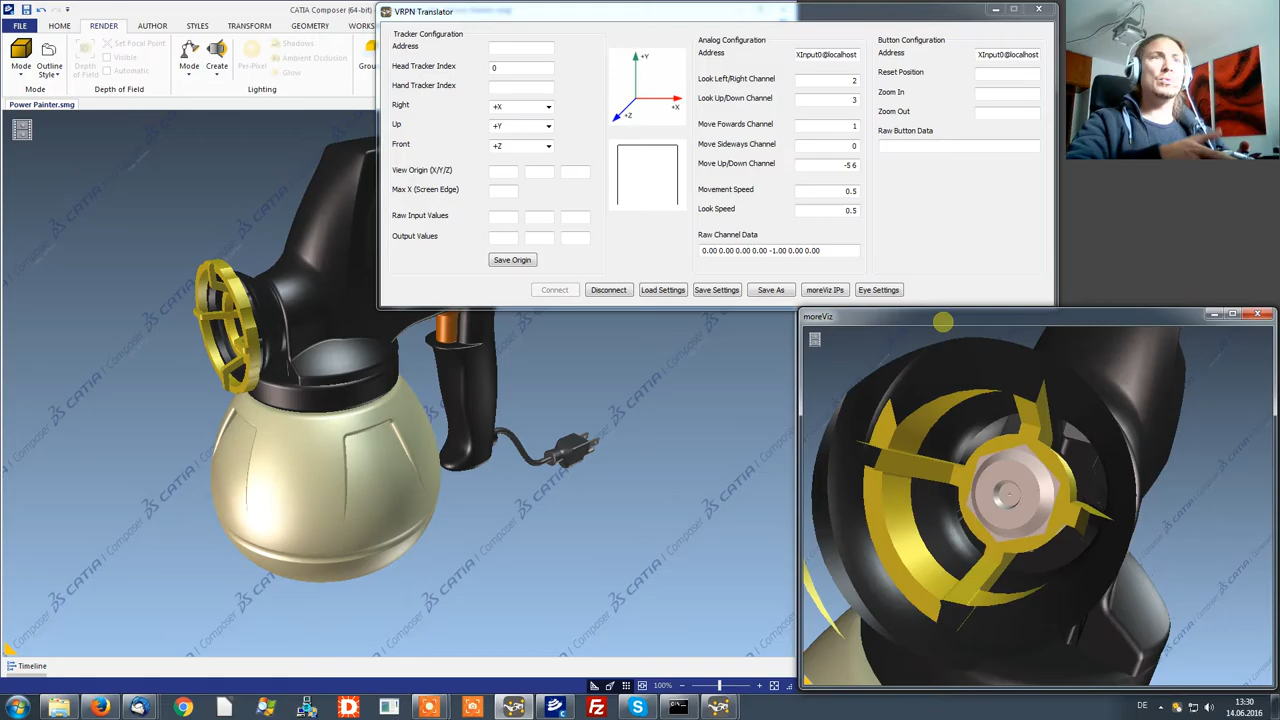 CATIA Composer (64-bit)
FILE HOME RENDER AUTHOR STYLES TRANSFORM GEOMETRY WORKS
Mode Outline Style
Depth of Field Set Focal Point Visible Automatic
Depth of Field
Mode Create Per-Pixel Shadows Ambient Occlusion Glow
Lighting
Grou
Power Painter.smg
VRPN Translator
Tracker Configuration
Address
Head Tracker Index 0
Hand Tracker Index
Right +X
Up +Y
Front +Z
View Origin (X/Y/Z)
Max X (Screen Edge)
Raw Input Values
Output Values
Save Origin
+Y
+X
+Z
Analog Configuration
Address XInput0@localhost
Look Left/Right Channel 2
Look Up/Down Channel 3
Move Fowards Channel 1
Move Sideways Channel 0
Move Up/Down Channel -5 6
Movement Speed 0.5
Look Speed 0.5
Raw Channel Data
0.00 0.00 0.00 0.00 -1.00 0.00 0.00
Button Configuration
Address XInput0@localhost
Reset Position
Zoom In
Zoom Out
Raw Button Data
Connect Disconnect Load Settings Save Settings Save As moreViz IPs Eye Settings
moreViz
CATIA | Composer
Timeline
100%
DE 13:30
14.06.2016